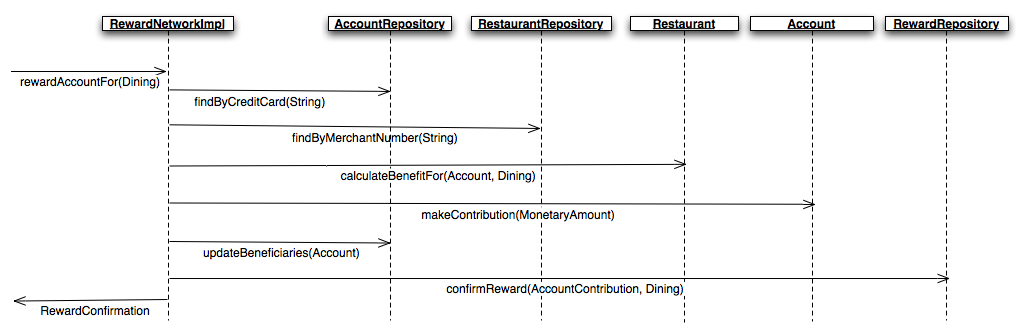 RewardNetworkImpl AccountRepository RestaurantRepository Restaurant Account RewardRepository
rewardAccountFor(Dining)
findByCreditCard(String)
findByMerchantNumber(String)
calculateBenefitFor(Account, Dining)
makeContribution(MonetaryAmount)
updateBeneficiaries(Account)
confirmReward(AccountContribution, Dining)
RewardConfirmation